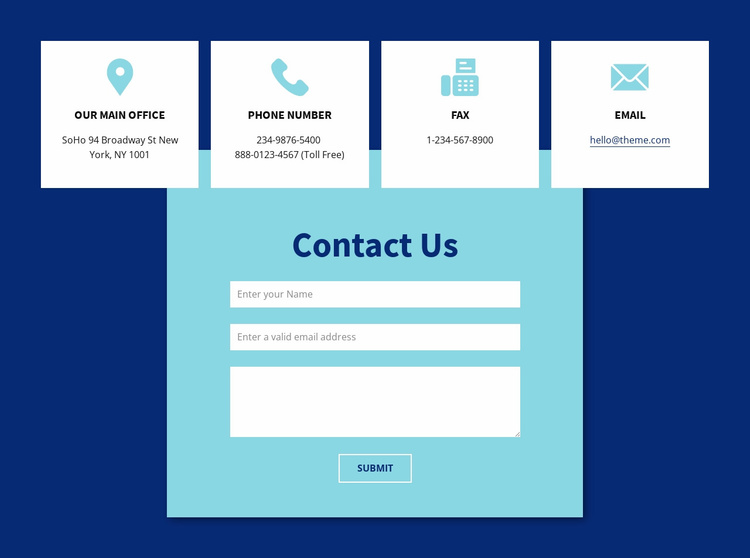 OUR MAIN OFFICE
SoHo 94 Broadway St New
York, NY 1001
PHONE NUMBER
234-9876-5400
888-0123-4567 (Toll Free)
FAX
1-234-567-8900
EMAIL
hello@theme.com
Contact Us
Enter your Name
Enter a valid email address
SUBMIT